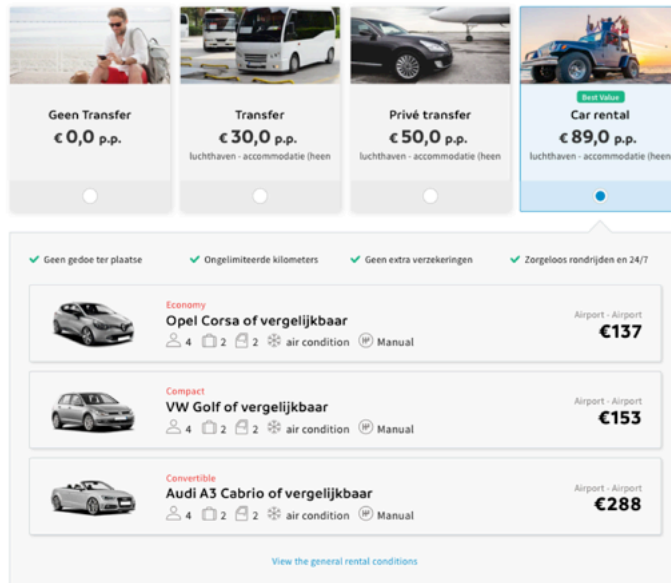 Geen Transfer
€ 0,0 p.p.
Transfer
€ 30,0 p.p.
luchthaven - accommodatie (heen
Privé transfer
€ 50,0 p.p.
luchthaven - accommodatie (heen
Best Value
Car rental
€ 89,0 p.p.
luchthaven - accommodatie (heen
Geen gedoe ter plaatse
Ongelimiteerde kilometers
Geen extra verzekeringen
Zorgeloos rondrijden en 24/7
Economy
Opel Corsa of vergelijkbaar
4 2 2 air condition Manual
Airport - Airport
€137
Compact
VW Golf of vergelijkbaar
4 2 2 air condition Manual
Airport - Airport
€153
Convertible
Audi A3 Cabrio of vergelijkbaar
4 2 2 air condition Manual
Airport - Airport
€288
View the general rental conditions